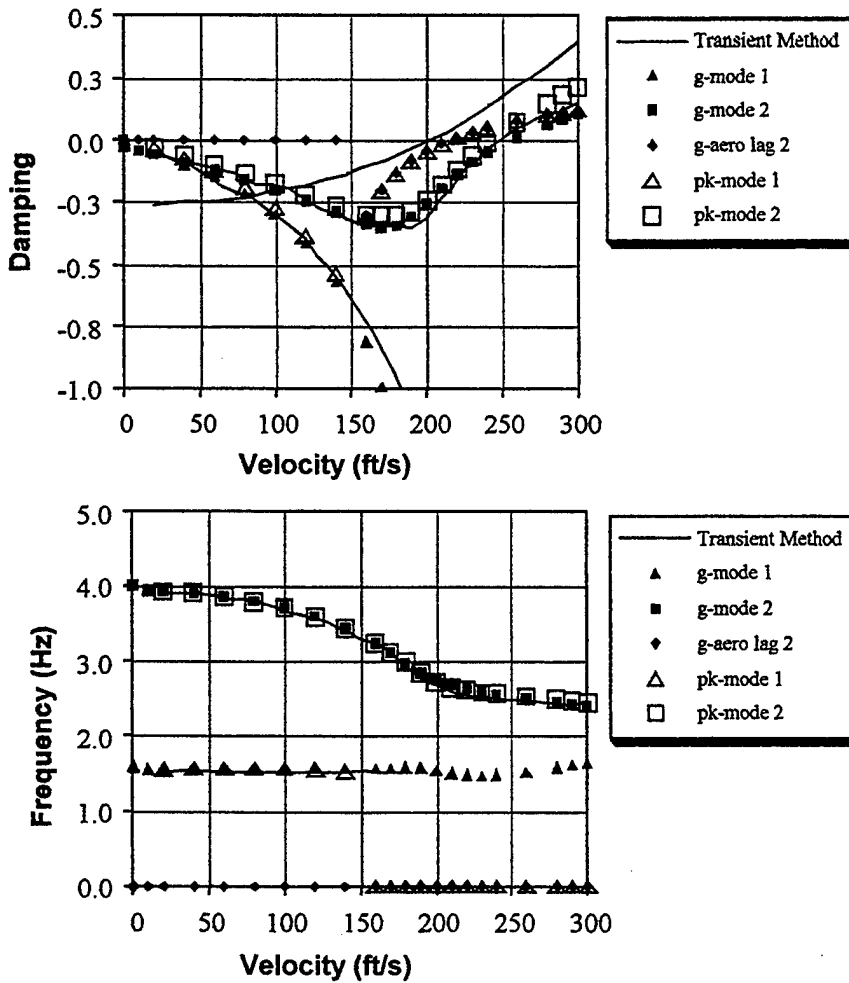 0.5
0.3
0.0
-0.3
-0.5
-0.8
-1.0
Damping
0 50 100 150 200 250 300
Velocity (ft/s)
Transient Method
g-mode 1
g-mode 2
g-aero lag 2
pk-mode 1
pk-mode 2
5.0
4.0
3.0
2.0
1.0
0.0
Frequency (Hz)
0 50 100 150 200 250 300
Velocity (ft/s)
Transient Method
g-mode 1
g-mode 2
g-aero lag 2
pk-mode 1
pk-mode 2